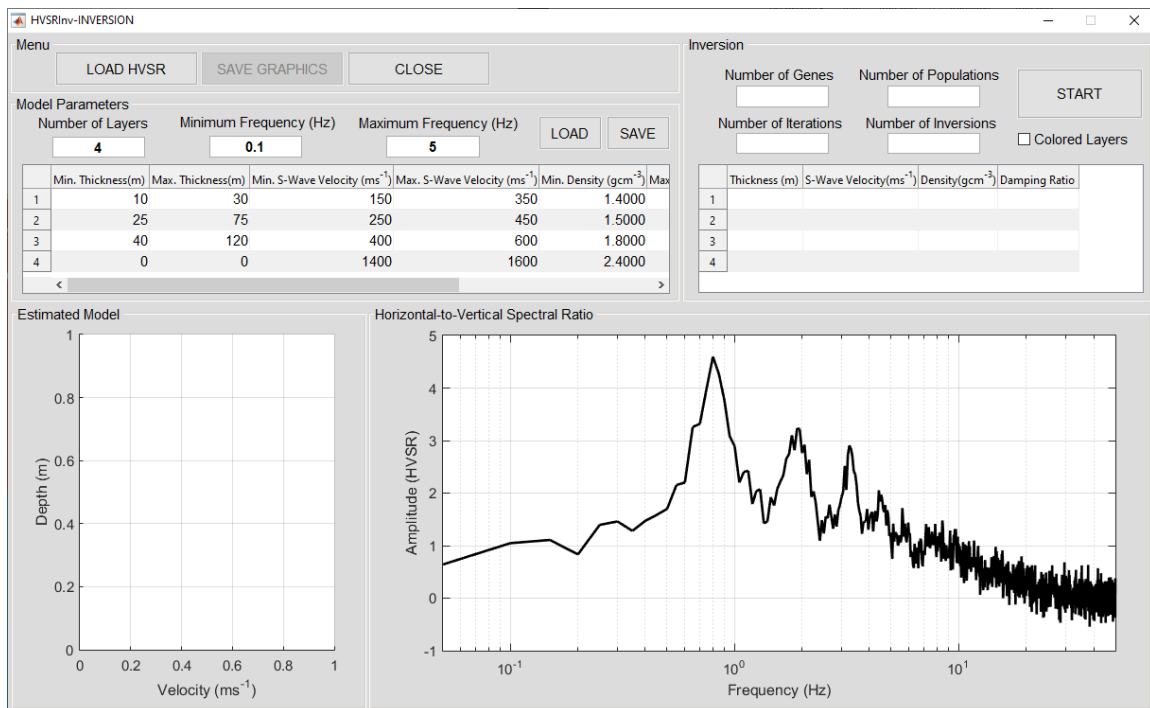 HVSRInv-INVERSION
Menu
LOAD HVSR SAVE GRAPHICS CLOSE
Model Parameters
Number of Layers Minimum Frequency (Hz) Maximum Frequency (Hz)
4 0.1 5 LOAD SAVE
Min. Thickness(m) Max. Thickness(m) Min. S-Wave Velocity (ms⁻¹) Max. S-Wave Velocity (ms⁻¹) Min. Density (gcm⁻³) Max
1 10 30 150 350 1.4000
2 25 75 250 450 1.5000
3 40 120 400 600 1.8000
4 0 0 1400 1600 2.4000
Inversion
Number of Genes Number of Populations
START
Number of Iterations Number of Inversions
Colored Layers
Thickness (m) S-Wave Velocity(ms⁻¹) Density(gcm⁻³) Damping Ratio
1
2
3
4
Estimated Model
1
0.8
0.6
0.4
0.2
0
0 0.2 0.4 0.6 0.8 1
Depth (m)
Velocity (ms⁻¹)
Horizontal-to-Vertical Spectral Ratio
5
4
3
2
1
0
-1
10⁻¹ 10⁰ 10¹
Amplitude (HVSR)
Frequency (Hz)